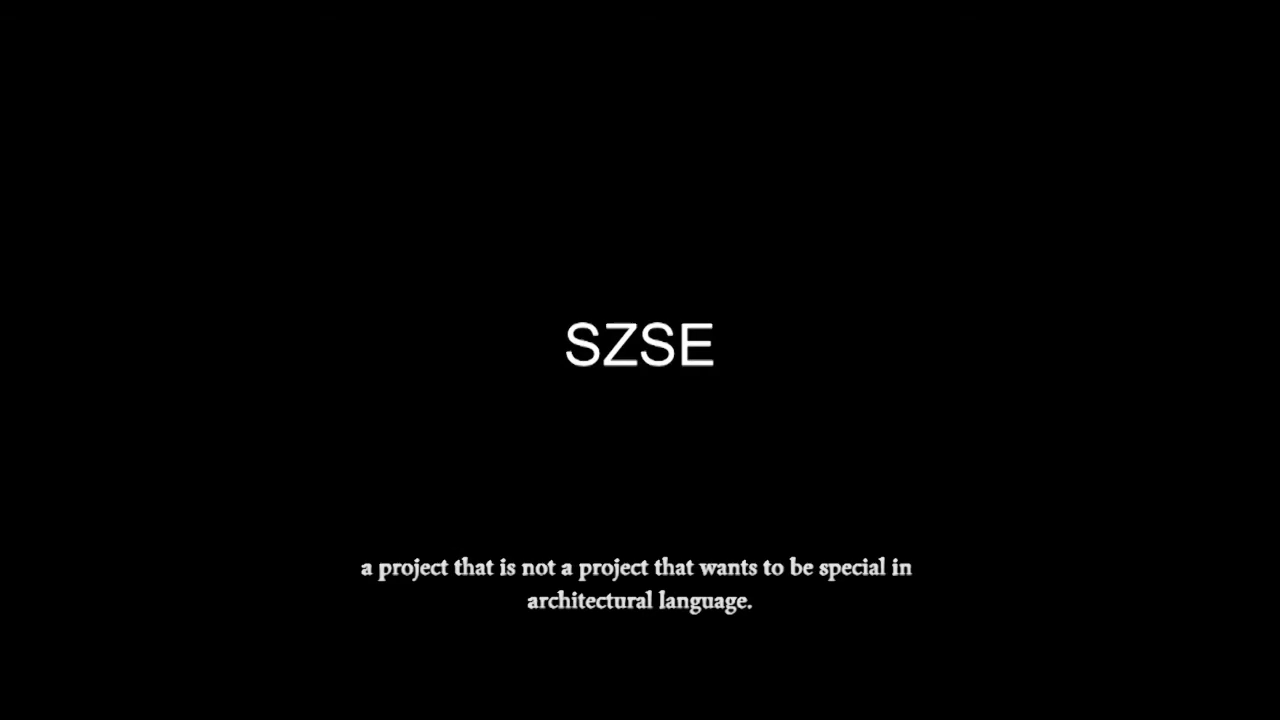 SZSE
a project that is not a project that wants to be special in
architectural language.